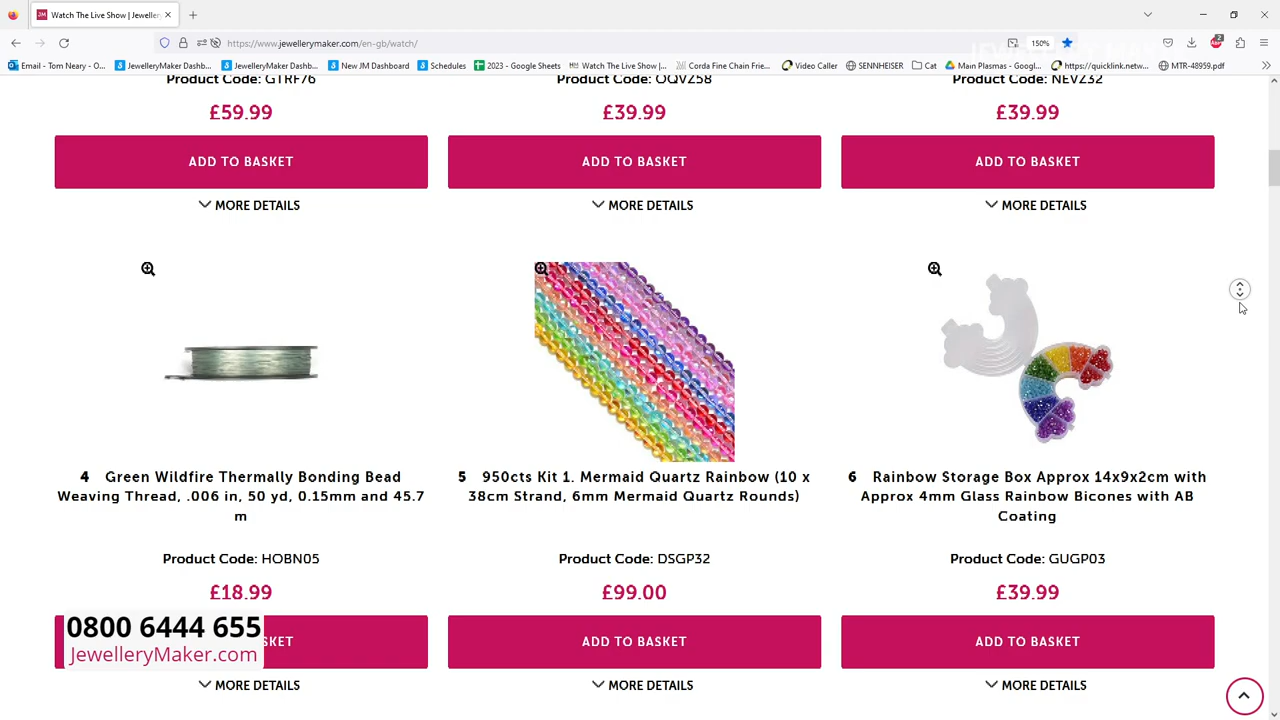 Watch The Live Show | Jeweller
https://www.jewellerymaker.com/en-gb/watch/
150%
2
Email - Tom Neary - O...
JewelleryMaker Dashb...
JewelleryMaker Dashb...
New JM Dashboard
Schedules
2023 - Google Sheets
Watch The Live Show |...
Corda Fine Chain Frie...
Video Caller
SENNHEISER
Cat
Main Plasmas - Googl...
https://quicklink.netw...
MTR-48959.pdf
Product Code: GTRF76
Product Code: OQVZ58
Product Code: NEVZ32
£59.99
£39.99
£39.99
ADD TO BASKET
ADD TO BASKET
ADD TO BASKET
MORE DETAILS
MORE DETAILS
MORE DETAILS
4 Green Wildfire Thermally Bonding Bead
Weaving Thread, .006 in, 50 yd, 0.15mm and 45.7
m
Product Code: HOBN05
£18.99
5 950cts Kit 1. Mermaid Quartz Rainbow (10 x
38cm Strand, 6mm Mermaid Quartz Rounds)
Product Code: DSGP32
£99.00
6 Rainbow Storage Box Approx 14x9x2cm with
Approx 4mm Glass Rainbow Bicones with AB
Coating
Product Code: GUGP03
£39.99
0800 6444 655
JewelleryMaker.com
SKET
ADD TO BASKET
ADD TO BASKET
MORE DETAILS
MORE DETAILS
MORE DETAILS